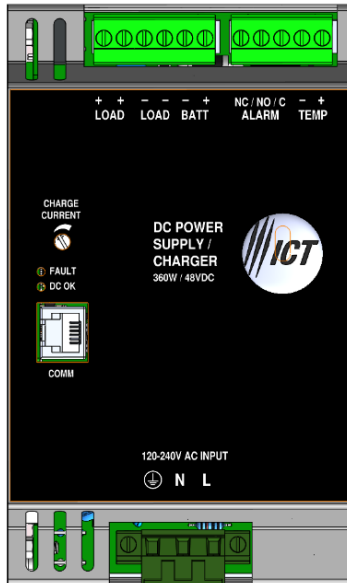 + + − − − + NC / NO / C − +
LOAD LOAD BATT ALARM TEMP
CHARGE
CURRENT
FAULT
DC OK
COMM
DC POWER
SUPPLY /
CHARGER
360W / 48VDC
ICT
120-240V AC INPUT
N L